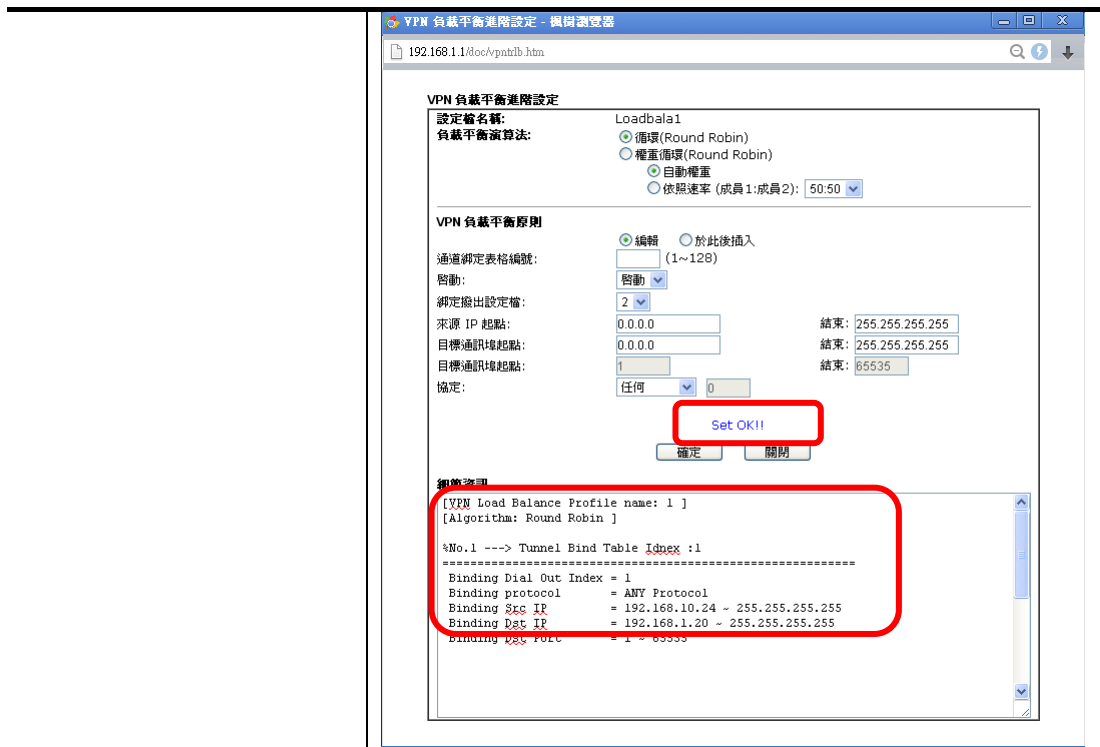 VPN 負載平衡進階設定 - 楓樹瀏覽器
192.168.1.1/doc/vpntrlb.htm
VPN 負載平衡進階設定
設定檔名稱: Loadbala1
負載平衡演算法: 循環(Round Robin)
權重循環(Round Robin)
自動權重
依照速率 (成員1:成員2): 50:50
VPN 負載平衡原則
編輯 於此後插入
通道綁定表格編號: (1~128)
啟動: 啟動
綁定撥出設定檔: 2
來源 IP 起點: 0.0.0.0 結束: 255.255.255.255
目標通訊埠起點: 0.0.0.0 結束: 255.255.255.255
目標通訊埠起點: 1 結束: 65535
協定: 任何 0
Set OK!!
確定 關閉
細節資訊
[VPN Load Balance Profile name: 1 ]
[Algorithm: Round Robin ]
%No.1 ---> Tunnel Bind Table Idnex :1
===========================================================
Binding Dial Out Index = 1
Binding protocol = ANY Protocol
Binding Src IP = 192.168.10.24 ~ 255.255.255.255
Binding Dst IP = 192.168.1.20 ~ 255.255.255.255
Binding Dst Port = 1 ~ 65535